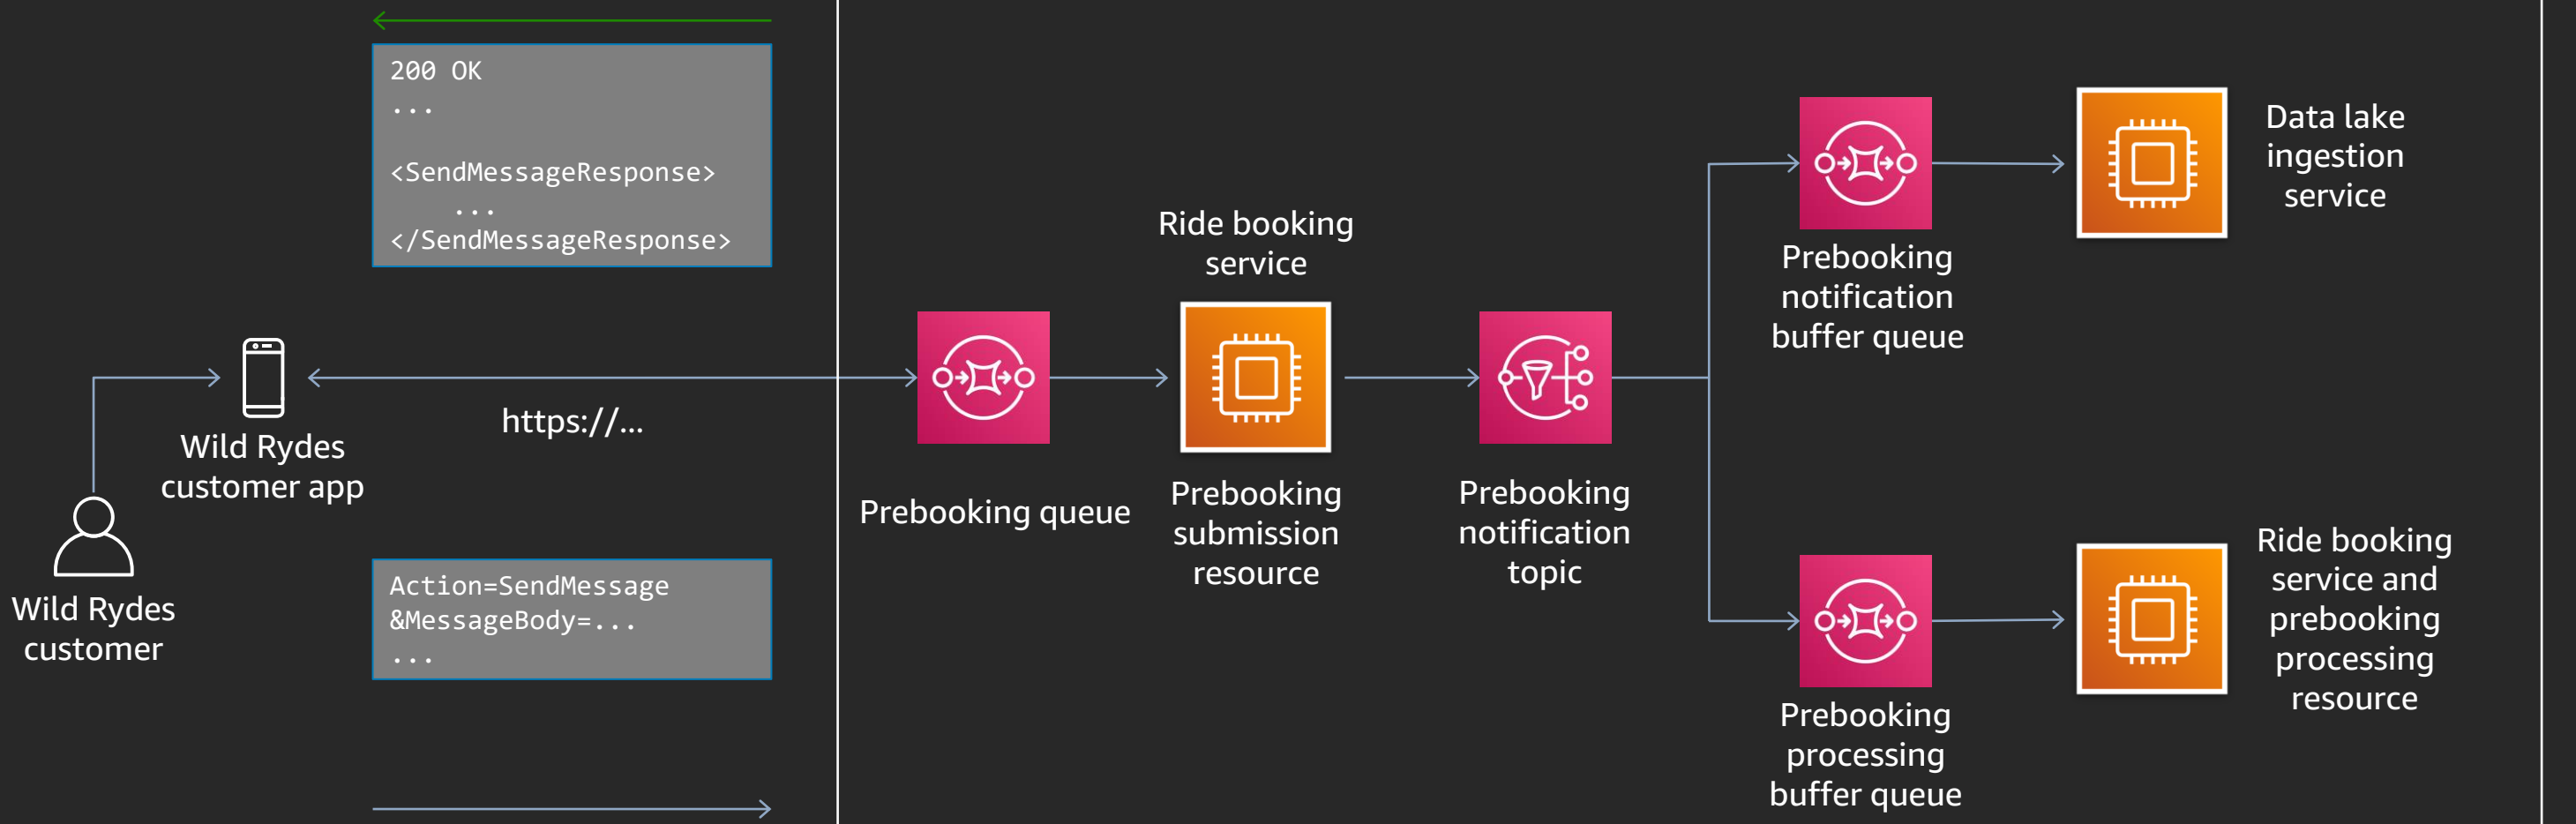 200 OK
...
<SendMessageResponse>
...
</SendMessageResponse>
Wild Rydes
customer app
Wild Rydes
customer
https://...
Action=SendMessage
&MessageBody=...
...
Prebooking queue
Ride booking
service
Prebooking
submission
resource
Prebooking
notification
topic
Prebooking
notification
buffer queue
Data lake
ingestion
service
Prebooking
processing
buffer queue
Ride booking
service and
prebooking
processing
resource